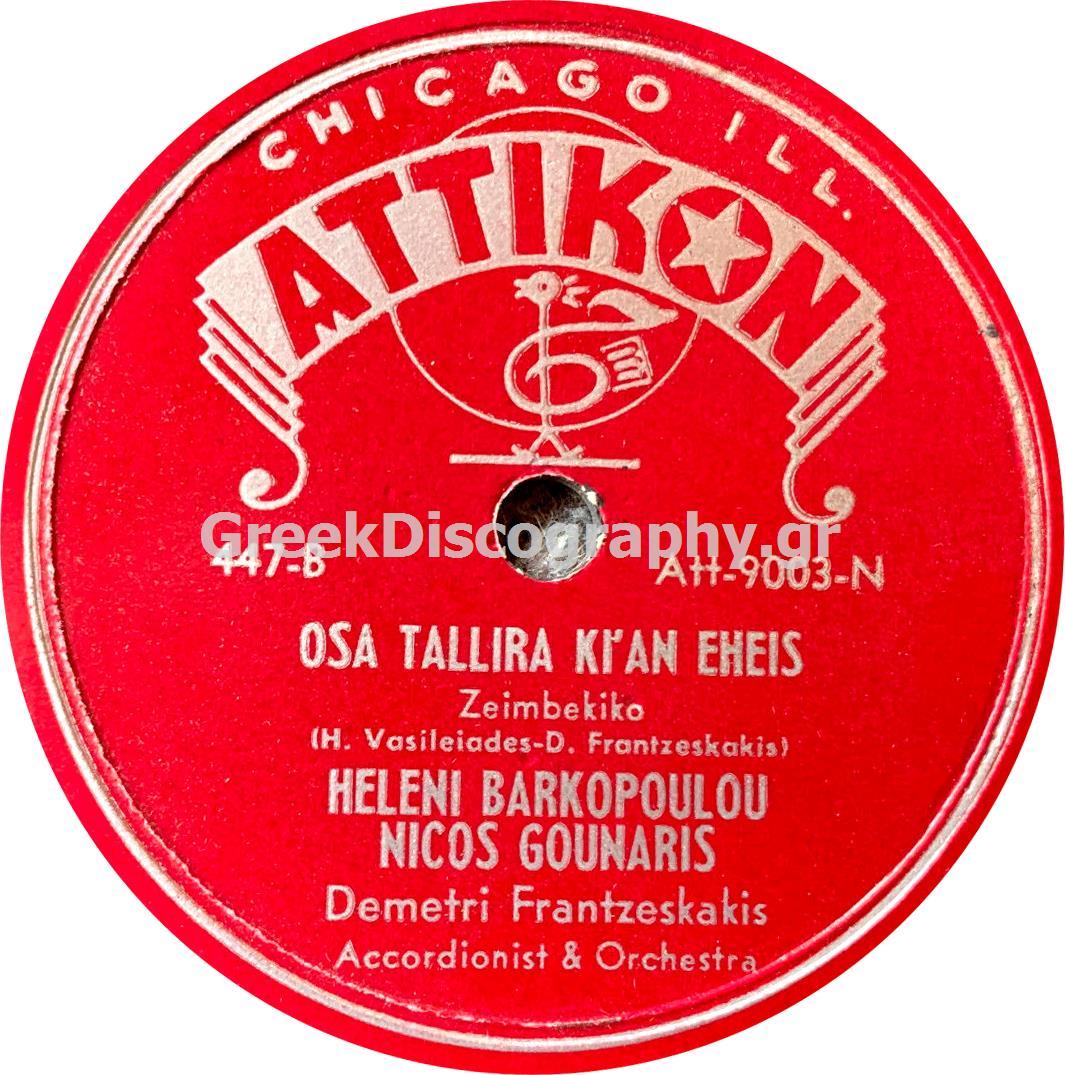 CHICAGO ILL.
ATTIKON
GreekDiscography.gr
447-B Att-9003-N
OSA TALLIRA KI'AN EHEIS
Zeimbekiko
(H. Vasileiades-D. Frantzeskakis)
HELENI BARKOPOULOU
NICOS GOUNARIS
Demetri Frantzeskakis
Accordionist & Orchestra